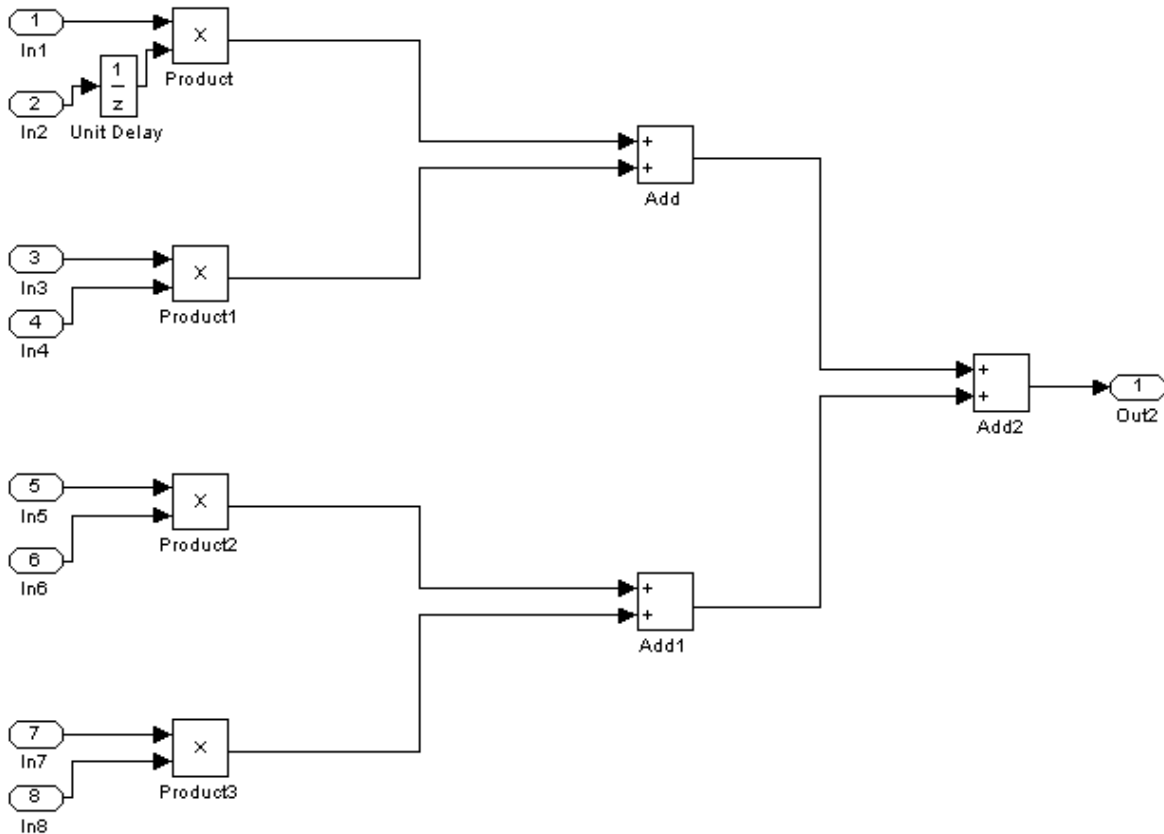 1
In1
×
Product
1
z
Unit Delay
2
In2
+
+
Add
3
In3
×
Product1
4
In4
+
+
Add2
1
Out2
5
In5
×
Product2
6
In6
+
+
Add1
7
In7
×
Product3
8
In8